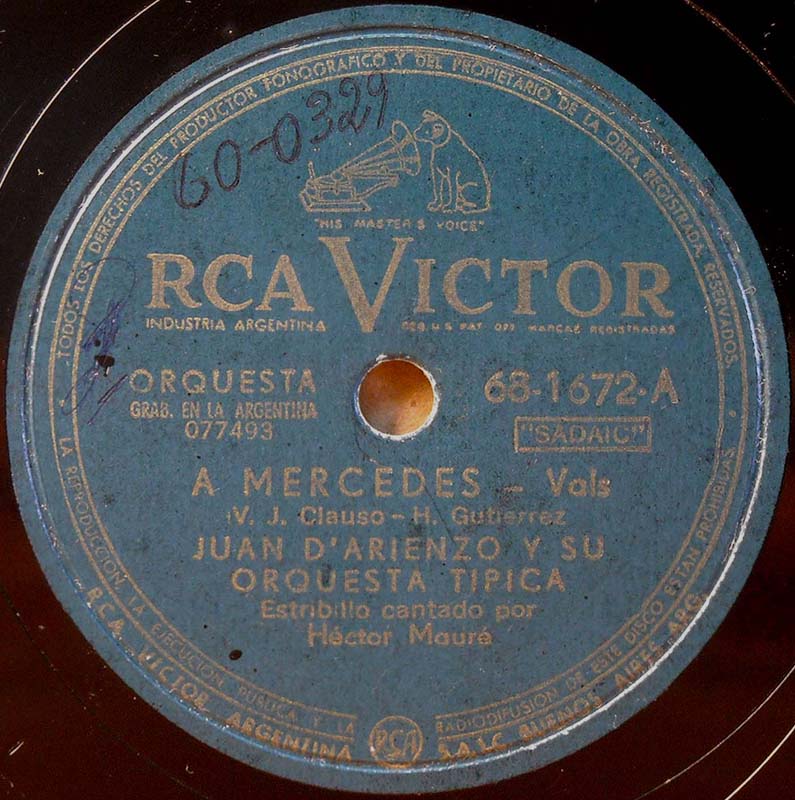 TODOS LOS DERECHOS DEL PRODUCTOR FONOGRAFICO Y DEL PROPIETARIO DE LA OBRA REGISTRADA RESERVADOS.
60-0329
"HIS MASTER'S VOICE"
RCA VICTOR
INDUSTRIA ARGENTINA REG. U.S. PAT. OFF. MARCAS REGISTRADAS
ORQUESTA 68-1672-A
GRAB. EN LA ARGENTINA
077493 "SADAIC"
A MERCEDES - Vals
(V. J. Clauso - H. Gutierrez
JUAN D'ARIENZO Y SU
ORQUESTA TIPICA
Estribillo cantado por
Héctor Mauré
LA REPRODUCCION, LA EJECUCION PUBLICA Y LA RADIODIFUSION DE ESTE DISCO ESTAN PROHIBIDAS
R.C.A. VICTOR ARGENTINA RCA S.A.I.C. BUENOS AIRES ARG.